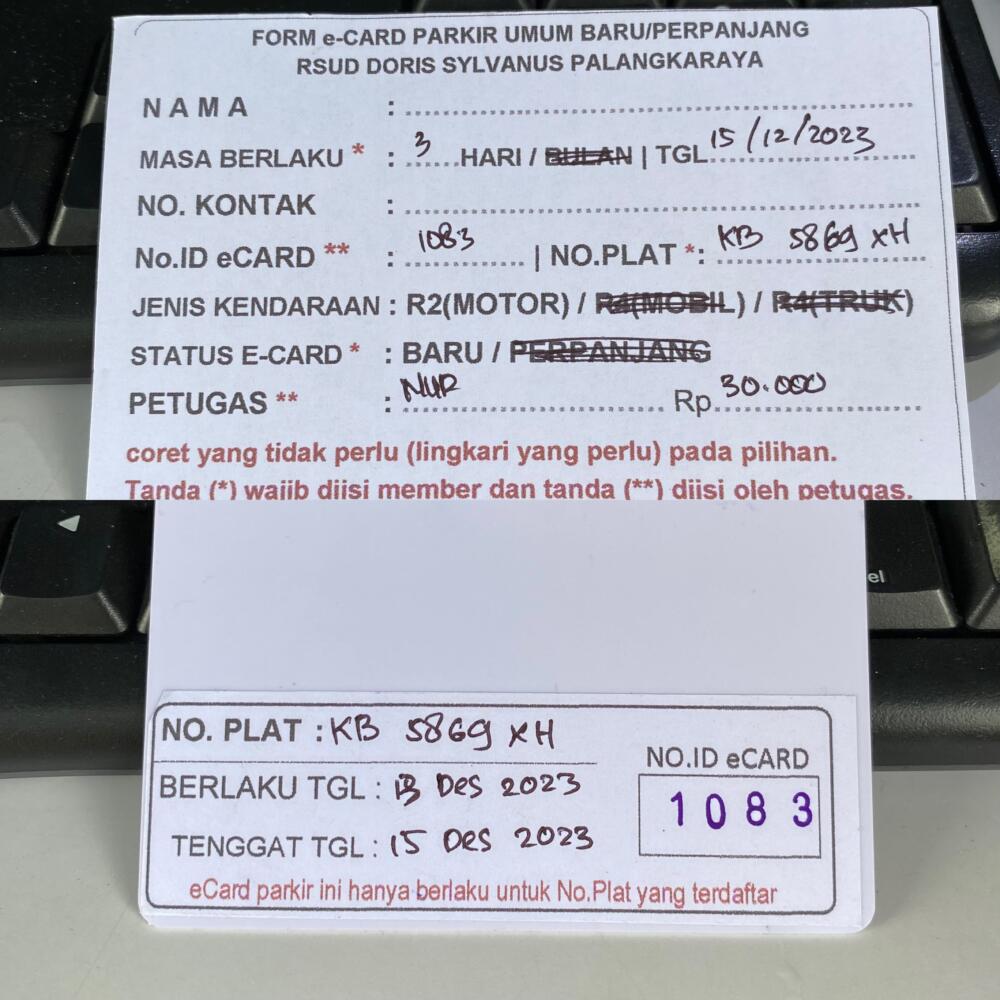 FORM e-CARD PARKIR UMUM BARU/PERPANJANG
RSUD DORIS SYLVANUS PALANGKARAYA
NAMA :
MASA BERLAKU * : 3 HARI / BULAN | TGL 15/12/2023
NO. KONTAK :
No.ID eCARD ** : 1083 | NO.PLAT *: KB 5869 XH
JENIS KENDARAAN : R2(MOTOR) / R4(MOBIL) / R4(TRUK)
STATUS E-CARD * : BARU / PERPANJANG
PETUGAS ** : NUR Rp 30.000
coret yang tidak perlu (lingkari yang perlu) pada pilihan.
Tanda (*) wajib diisi member dan tanda (**) diisi oleh petugas.
el
NO. PLAT : KB 5869 XH
NO.ID eCARD
BERLAKU TGL : 13 Des 2023
1083
TENGGAT TGL : 15 Des 2023
eCard parkir ini hanya berlaku untuk No.Plat yang terdaftar